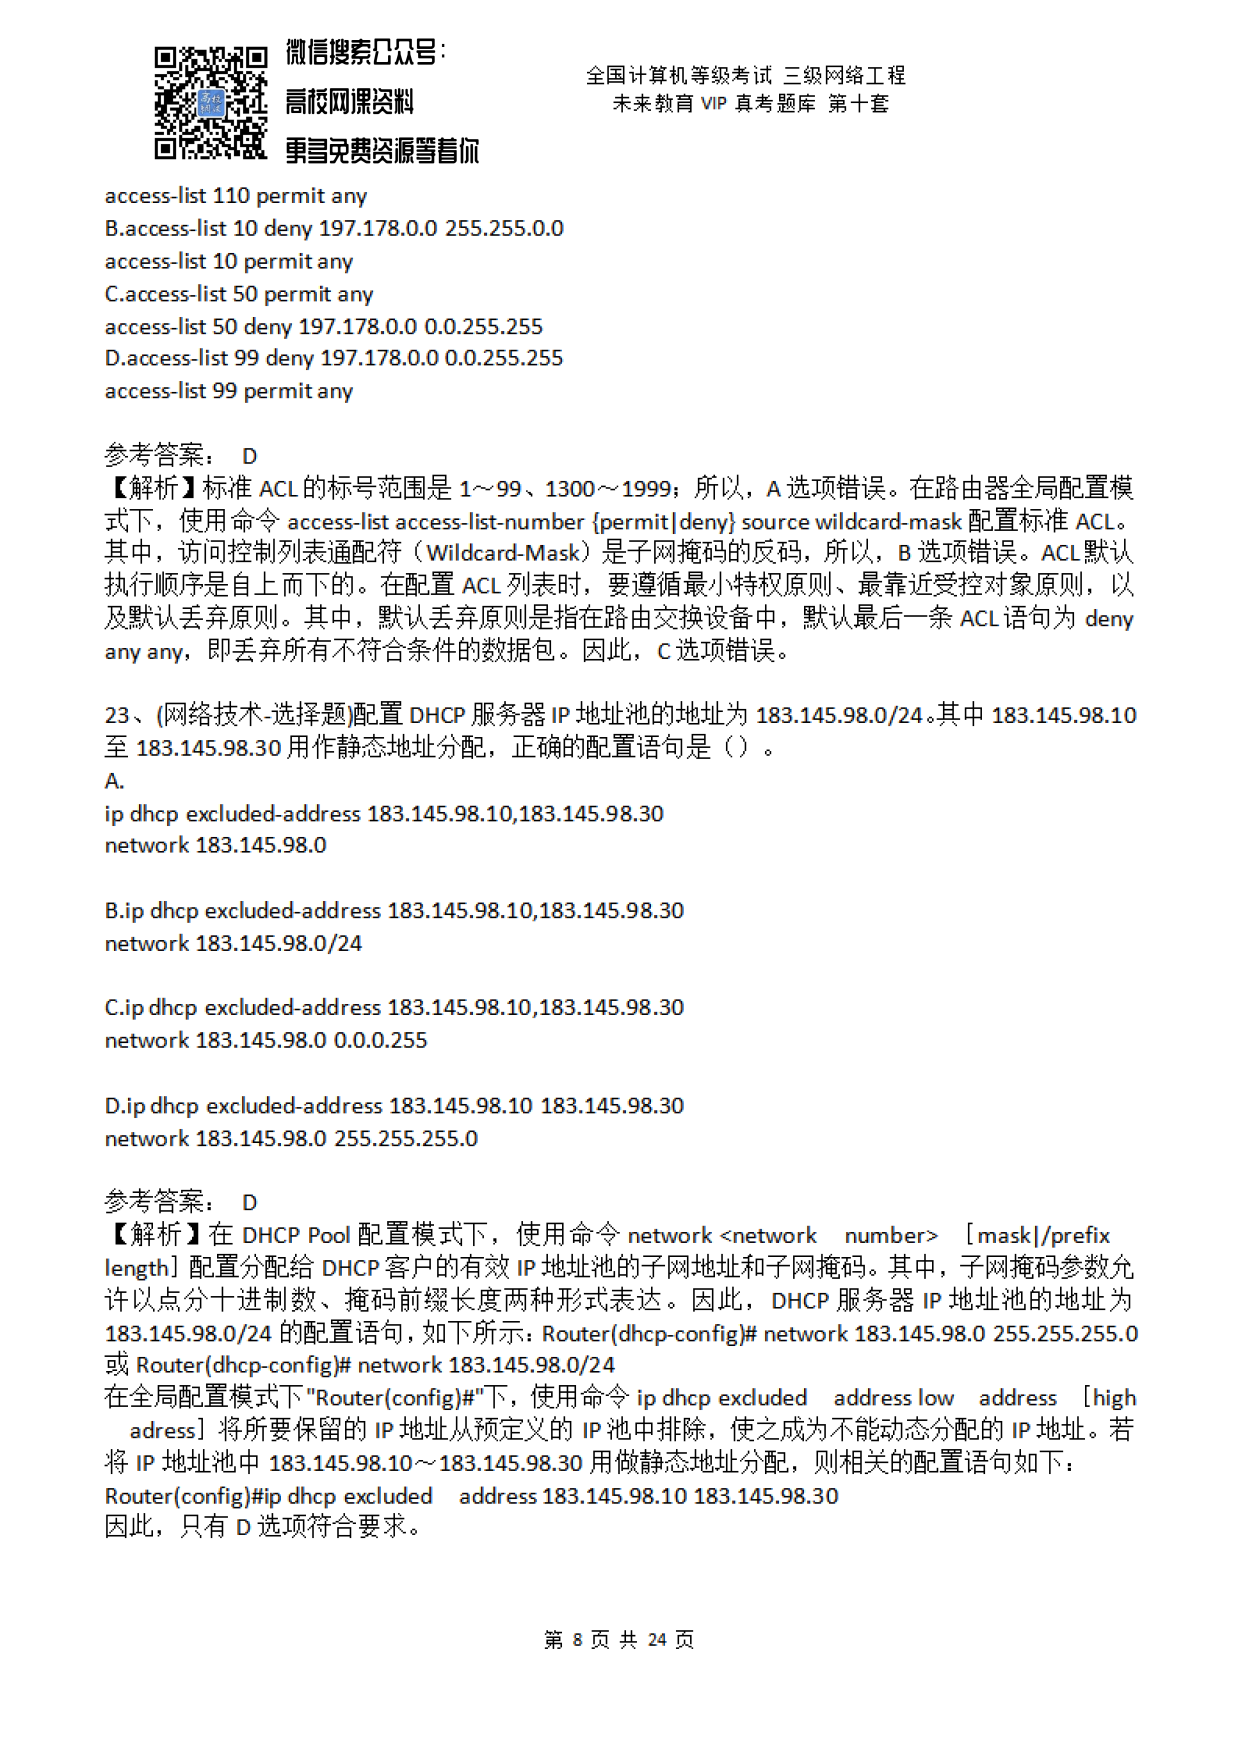 微信搜索公众号：
高校网课资料
更多免费资源等着你
全国计算机等级考试 三级网络工程
未来教育 VIP 真考题库 第十套
access-list 110 permit any
B.access-list 10 deny 197.178.0.0 255.255.0.0
access-list 10 permit any
C.access-list 50 permit any
access-list 50 deny 197.178.0.0 0.0.255.255
D.access-list 99 deny 197.178.0.0 0.0.255.255
access-list 99 permit any
参考答案： D
【解析】标准 ACL 的标号范围是 1～99、1300～1999；所以，A 选项错误。在路由器全局配置模
式下，使用命令 access-list access-list-number {permit|deny} source wildcard-mask 配置标准 ACL。
其中，访问控制列表通配符（Wildcard-Mask）是子网掩码的反码，所以，B 选项错误。ACL 默认
执行顺序是自上而下的。在配置 ACL 列表时，要遵循最小特权原则、最靠近受控对象原则，以
及默认丢弃原则。其中，默认丢弃原则是指在路由交换设备中，默认最后一条 ACL 语句为 deny
any any，即丢弃所有不符合条件的数据包。因此，C 选项错误。
23、(网络技术-选择题)配置 DHCP 服务器 IP 地址池的地址为 183.145.98.0/24。其中 183.145.98.10
至 183.145.98.30 用作静态地址分配，正确的配置语句是（）。
A.
ip dhcp excluded-address 183.145.98.10,183.145.98.30
network 183.145.98.0
B.ip dhcp excluded-address 183.145.98.10,183.145.98.30
network 183.145.98.0/24
C.ip dhcp excluded-address 183.145.98.10,183.145.98.30
network 183.145.98.0 0.0.0.255
D.ip dhcp excluded-address 183.145.98.10 183.145.98.30
network 183.145.98.0 255.255.255.0
参考答案： D
【解析】在 DHCP Pool 配置模式下，使用命令 network <network number> ［mask|/prefix
length］配置分配给 DHCP 客户的有效 IP 地址池的子网地址和子网掩码。其中，子网掩码参数允
许以点分十进制数、掩码前缀长度两种形式表达。因此，DHCP 服务器 IP 地址池的地址为
183.145.98.0/24 的配置语句，如下所示：Router(dhcp-config)# network 183.145.98.0 255.255.255.0
或 Router(dhcp-config)# network 183.145.98.0/24
在全局配置模式下"Router(config)#"下，使用命令 ip dhcp excluded address low address ［high
adress］将所要保留的 IP 地址从预定义的 IP 池中排除，使之成为不能动态分配的 IP 地址。若
将 IP 地址池中 183.145.98.10～183.145.98.30 用做静态地址分配，则相关的配置语句如下：
Router(config)#ip dhcp excluded address 183.145.98.10 183.145.98.30
因此，只有 D 选项符合要求。
第 8 页 共 24 页